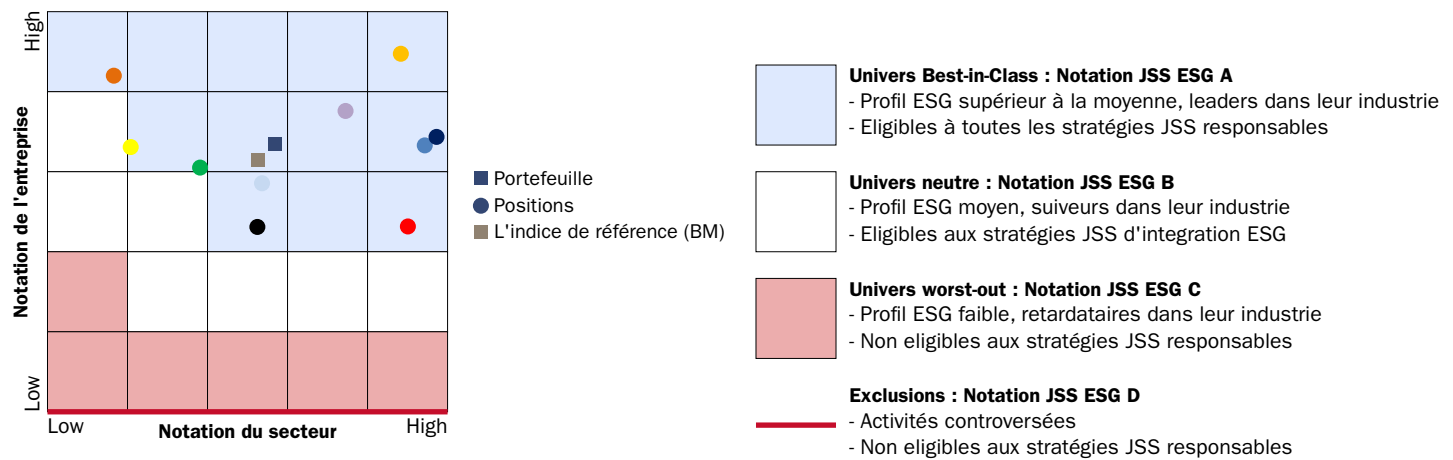 High
Notation de l'entreprise
Low
Low
Notation du secteur
High
Portefeuille
Positions
L'indice de référence (BM)
Univers Best-in-Class : Notation JSS ESG A
- Profil ESG supérieur à la moyenne, leaders dans leur industrie
- Eligibles à toutes les stratégies JSS responsables
Univers neutre : Notation JSS ESG B
- Profil ESG moyen, suiveurs dans leur industrie
- Eligibles aux stratégies JSS d'integration ESG
Univers worst-out : Notation JSS ESG C
- Profil ESG faible, retardataires dans leur industrie
- Non eligibles aux stratégies JSS responsables
Exclusions : Notation JSS ESG D
- Activités controversées
- Non eligibles aux stratégies JSS responsables